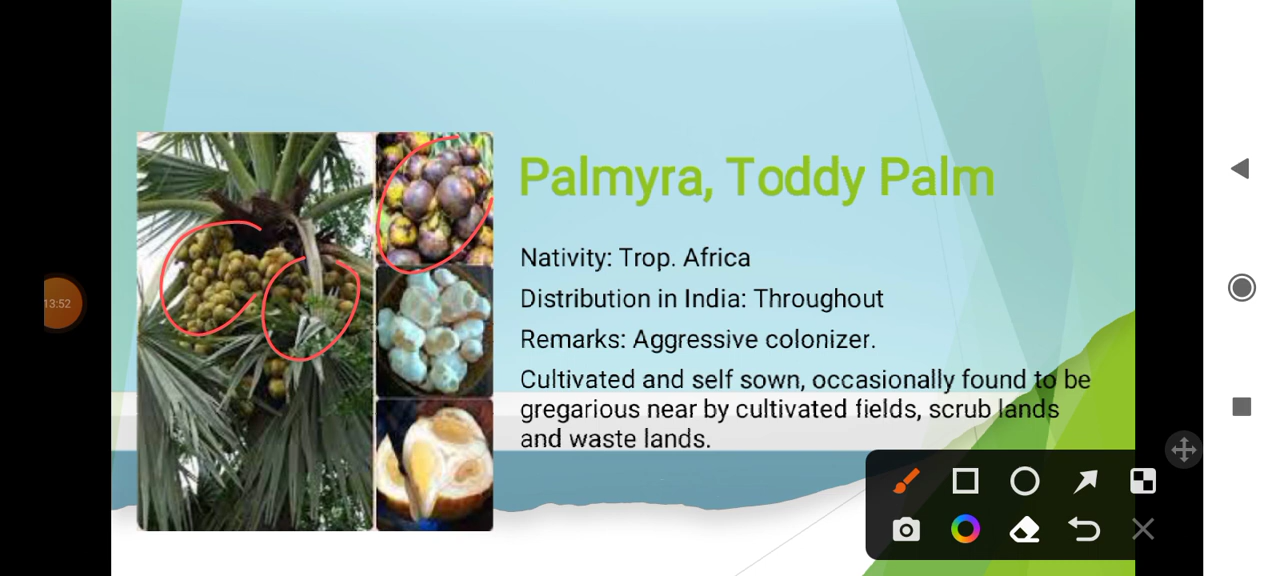 Palmyra, Toddy Palm
Nativity: Trop. Africa
Distribution in India: Throughout
Remarks: Aggressive colonizer.
Cultivated and self sown, occasionally found to be
gregarious near by cultivated fields, scrub lands
and waste lands.
13:52